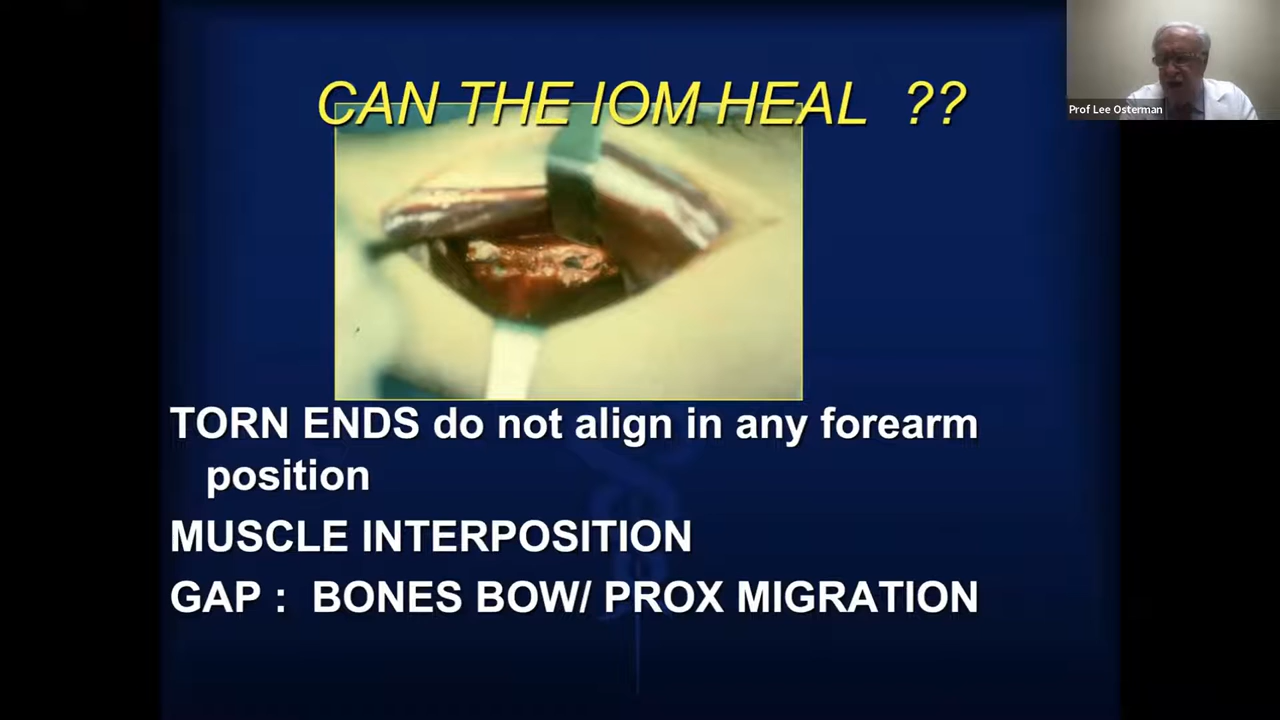 Prof Lee Osterman
CAN THE IOM HEAL ??
TORN ENDS do not align in any forearm
position
MUSCLE INTERPOSITION
GAP : BONES BOW/ PROX MIGRATION